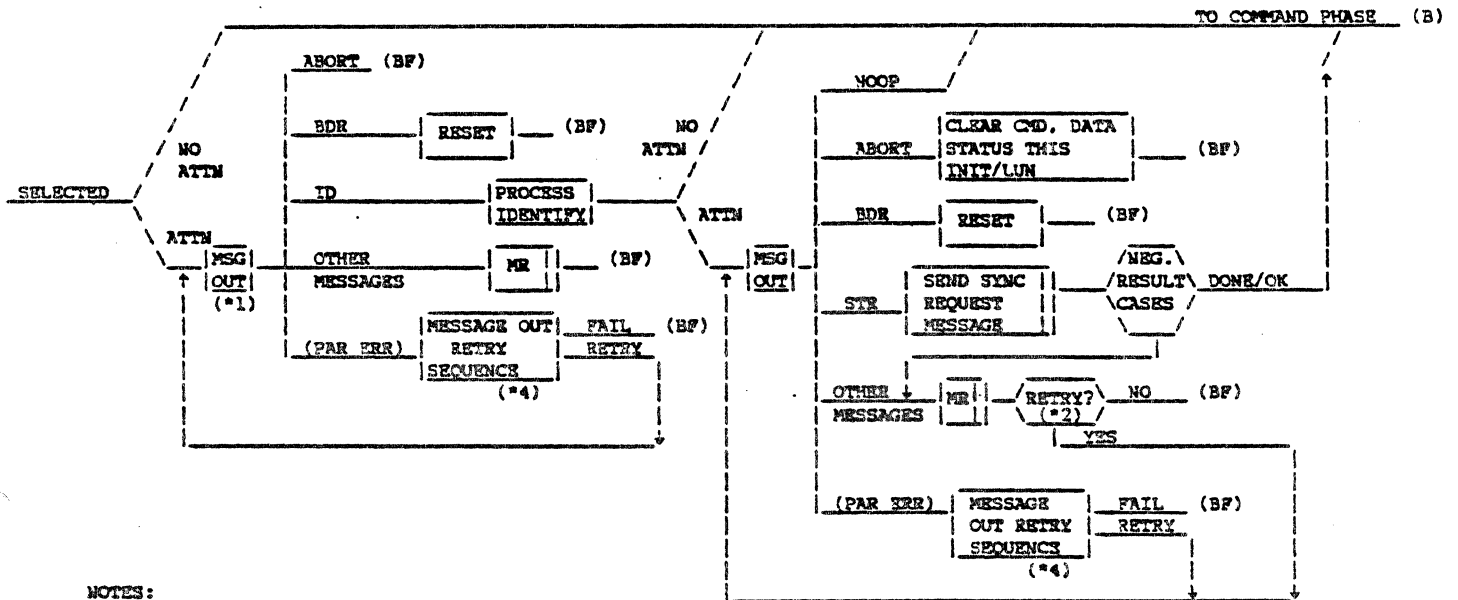 TO COMMAND PHASE (B)
ABORT (BF)
NOOP
BDR RESET (BF)
NO
ATTN
NO
ATTN
CLEAR CMD, DATA
ABORT STATUS THIS (BF)
INIT/LUN
SELECTED
ID PROCESS
IDENTIFY
ATTN
BDR RESET (BF)
ATTN
MSG
OUT
(*1)
OTHER
MESSAGES
MR (BF)
MSG
OUT
STR
SEND SYNC
REQUEST
MESSAGE
NEG.
RESULT
CASES
DONE/OK
(PAR ERR)
MESSAGE OUT
RETRY
SEQUENCE
(*4)
FAIL (BF)
RETRY
OTHER
MESSAGES
MR
RETRY?
(*2)
NO (BF)
YES
(PAR ERR)
MESSAGE
OUT RETRY
SEQUENCE
(*4)
FAIL (BF)
RETRY
NOTES: